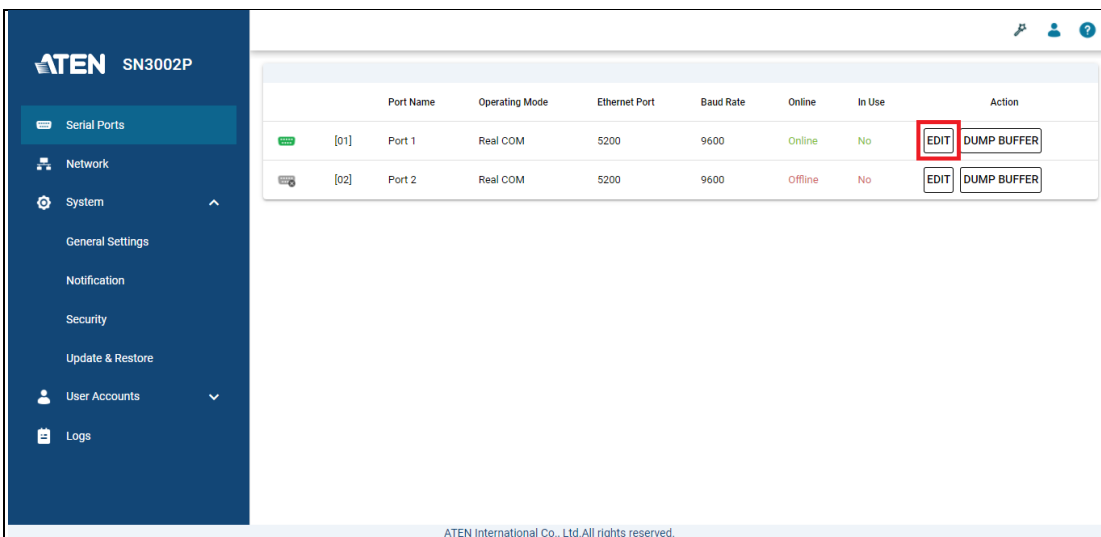 ATEN SN3002P
Serial Ports
Network
System
General Settings
Notification
Security
Update & Restore
User Accounts
Logs
Port Name Operating Mode Ethernet Port Baud Rate Online In Use Action
[01] Port 1 Real COM 5200 9600 Online No EDIT DUMP BUFFER
[02] Port 2 Real COM 5200 9600 Offline No EDIT DUMP BUFFER
ATEN International Co., Ltd.All rights reserved.